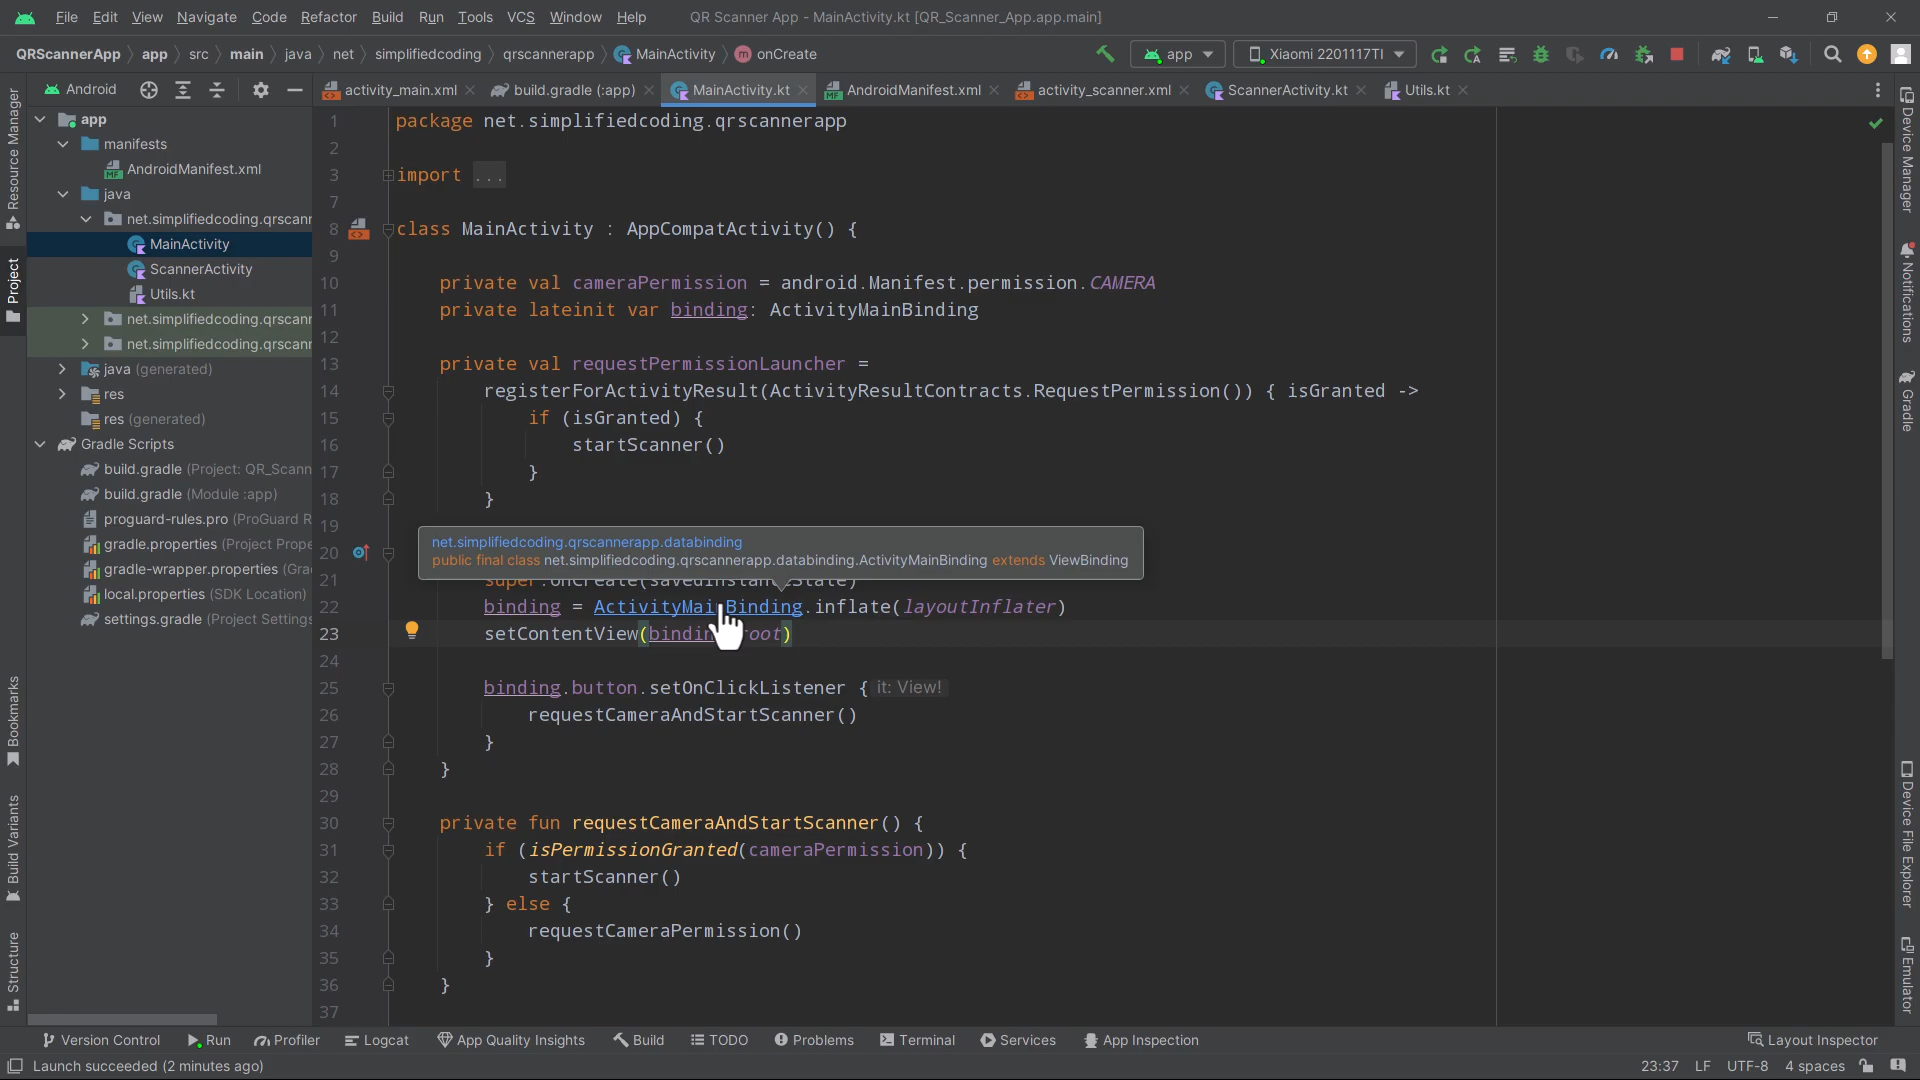 File Edit View Navigate Code Refactor Build Run Tools VCS Window Help QR Scanner App - MainActivity.kt [QR_Scanner_App.app.main]
QRScannerApp app src main java net simplifiedcoding qrscannerapp MainActivity onCreate app Xiaomi 2201117TI
Android activity_main.xml build.gradle (:app) MainActivity.kt AndroidManifest.xml activity_scanner.xml ScannerActivity.kt Utils.kt
Resource Manager
Project
Bookmarks
Build Variants
Structure
app
manifests
AndroidManifest.xml
java
net.simplifiedcoding.qrscanr
MainActivity
ScannerActivity
Utils.kt
net.simplifiedcoding.qrscanr
net.simplifiedcoding.qrscanr
java (generated)
res
res (generated)
Gradle Scripts
build.gradle (Project: QR_Scann
build.gradle (Module :app)
proguard-rules.pro (ProGuard R
gradle.properties (Project Prope
gradle-wrapper.properties (Gra
local.properties (SDK Location)
settings.gradle (Project Settings
1 package net.simplifiedcoding.qrscannerapp
2
3 import ...
7
8 class MainActivity : AppCompatActivity() {
9
10 private val cameraPermission = android.Manifest.permission.CAMERA
11 private lateinit var binding: ActivityMainBinding
12
13 private val requestPermissionLauncher =
14 registerForActivityResult(ActivityResultContracts.RequestPermission()) { isGranted ->
15 if (isGranted) {
16 startScanner()
17 }
18 }
19
20
net.simplifiedcoding.qrscannerapp.databinding
public final class net.simplifiedcoding.qrscannerapp.databinding.ActivityMainBinding extends ViewBinding
21 super.onCreate(savedInstanceState)
22 binding = ActivityMainBinding.inflate(layoutInflater)
23 setContentView(bindin oot)
24
25 binding.button.setOnClickListener { it: View!
26 requestCameraAndStartScanner()
27 }
28 }
29
30 private fun requestCameraAndStartScanner() {
31 if (isPermissionGranted(cameraPermission)) {
32 startScanner()
33 } else {
34 requestCameraPermission()
35 }
36 }
37
Device Manager
Notifications
Gradle
Device File Explorer
Emulator
Version Control Run Profiler Logcat App Quality Insights Build TODO Problems Terminal Services App Inspection Layout Inspector
Launch succeeded (2 minutes ago) 23:37 LF UTF-8 4 spaces